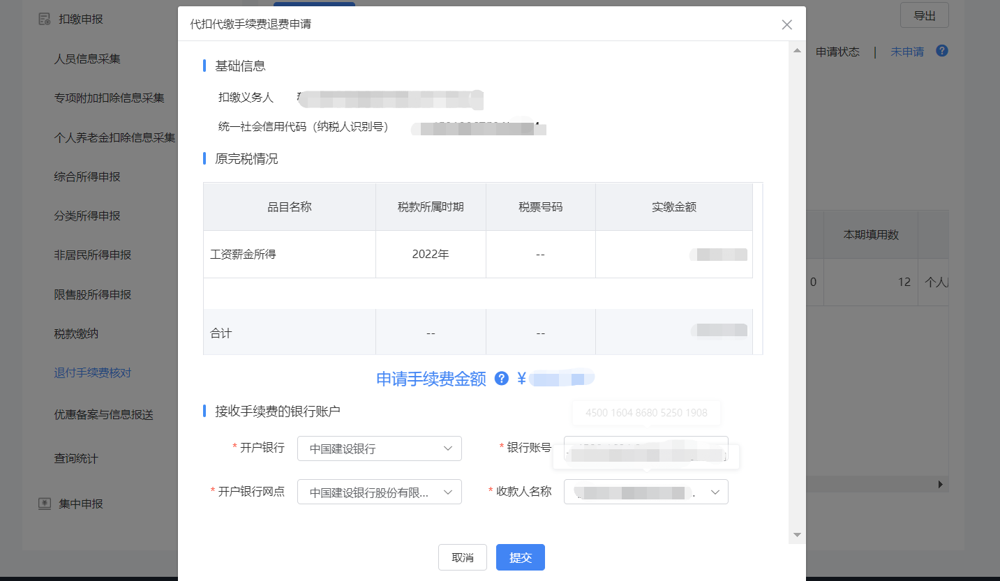 扣缴申报
人员信息采集
专项附加扣除信息采集
个人养老金扣除信息采集
综合所得申报
分类所得申报
非居民所得申报
限售股所得申报
税款缴纳
退付手续费核对
优惠备案与信息报送
查询统计
集中申报
导出
申请状态 | 未申请 ?
本期填用数
0 12 个人
代扣代缴手续费退费申请
基础信息
扣缴义务人
统一社会信用代码（纳税人识别号）
原完税情况
品目名称 税款所属时期 税票号码 实缴金额
工资薪金所得 2022年 --
合计 -- --
申请手续费金额 ? ¥
接收手续费的银行账户
4500 1604 8680 5250 1908
* 开户银行 中国建设银行 * 银行账号
* 开户银行网点 中国建设银行股份有限... * 收款人名称
取消 提交